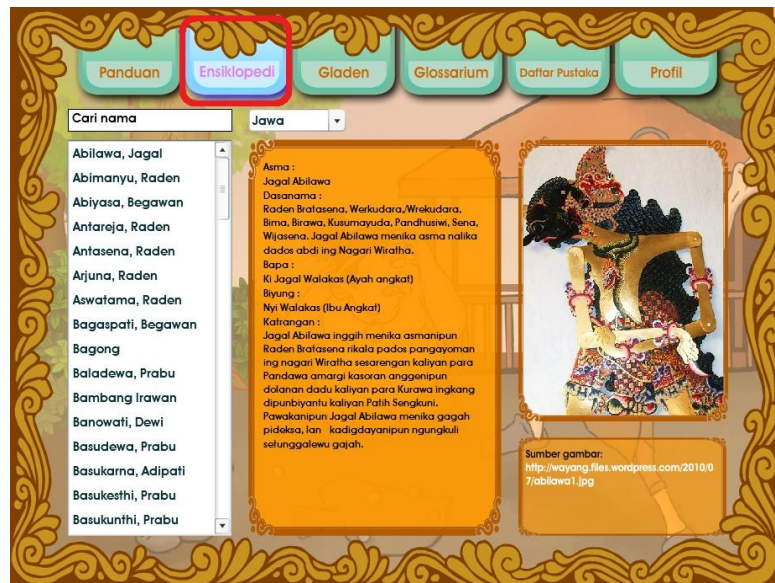 Panduan
Ensiklopedi
Gladen
Glossarium
Daftar Pustaka
Profil
Cari nama
Jawa
Abilawa, Jagal
Abimanyu, Raden
Abiyasa, Begawan
Antareja, Raden
Antasena, Raden
Arjuna, Raden
Aswatama, Raden
Bagaspati, Begawan
Bagong
Baladewa, Prabu
Bambang Irawan
Banowati, Dewi
Basudewa, Prabu
Basukarna, Adipati
Basukesthi, Prabu
Basukunthi, Prabu
Asma :
Jagal Abilawa
Dasanama :
Raden Bratasena, Werkudara,/Wrekudara,
Bima, Birawa, Kusumayuda, Pandhusiwi, Sena,
Wijasena. Jagal Abilawa menika asma nalika
dados abdi ing Nagari Wiratha.
Bapa :
Ki Jagal Walakas (Ayah angkat)
Biyung :
Nyi Walakas (Ibu Angkat)
Katrangan :
Jagal Abilawa inggih menika asmanipun
Raden Bratasena rikala pados pangayoman
ing nagari Wiratha sesarengan kaliyan para
Pandawa amargi kasoran anggenipun
dolanan dadu kaliyan para Kurawa ingkang
dipunbiyantu kaliyan Patih Sengkuni.
Pawakanipun Jagal Abilawa menika gagah
pideksa, lan kadigdayanipun ngungkuli
setunggalewu gajah.
Sumber gambar:
http://wayang.files.wordpress.com/2010/0
7/abilawa1.jpg